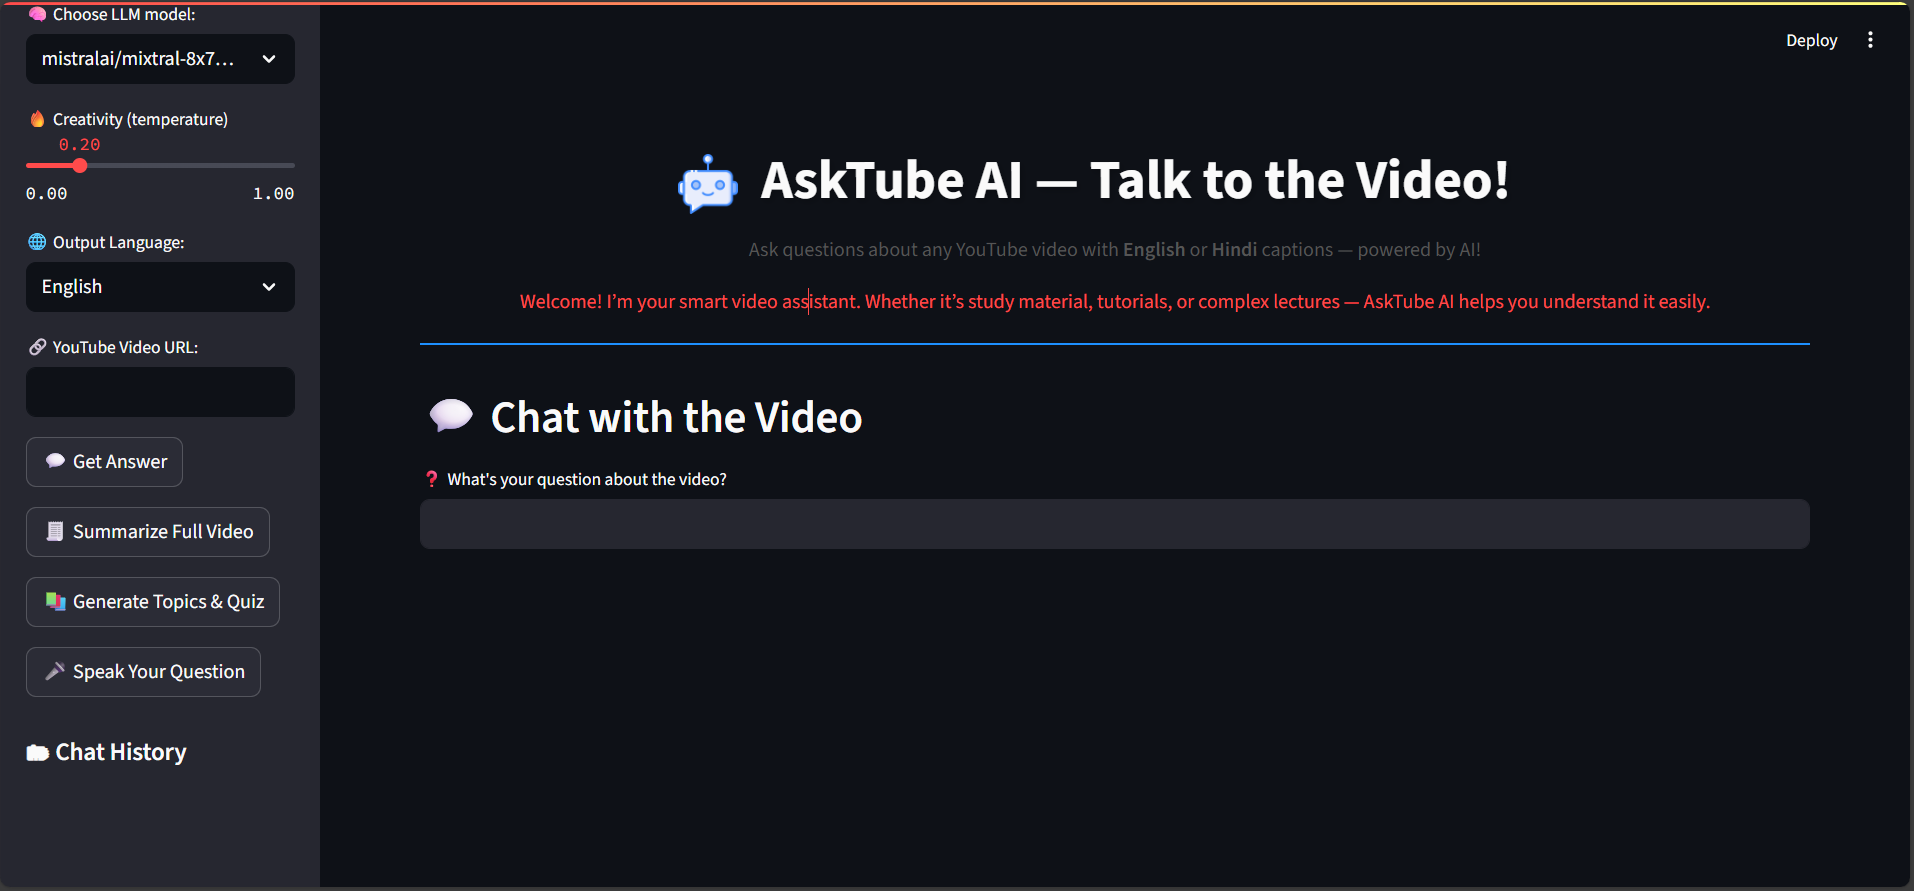 Choose LLM model:
mistralai/mixtral-8x7...
Creativity (temperature)
0.20
0.00 1.00
Output Language:
English
YouTube Video URL:
Get Answer
Summarize Full Video
Generate Topics & Quiz
Speak Your Question
Chat History
Deploy
AskTube AI — Talk to the Video!
Ask questions about any YouTube video with English or Hindi captions — powered by AI!
Welcome! I’m your smart video assistant. Whether it’s study material, tutorials, or complex lectures — AskTube AI helps you understand it easily.
Chat with the Video
What's your question about the video?